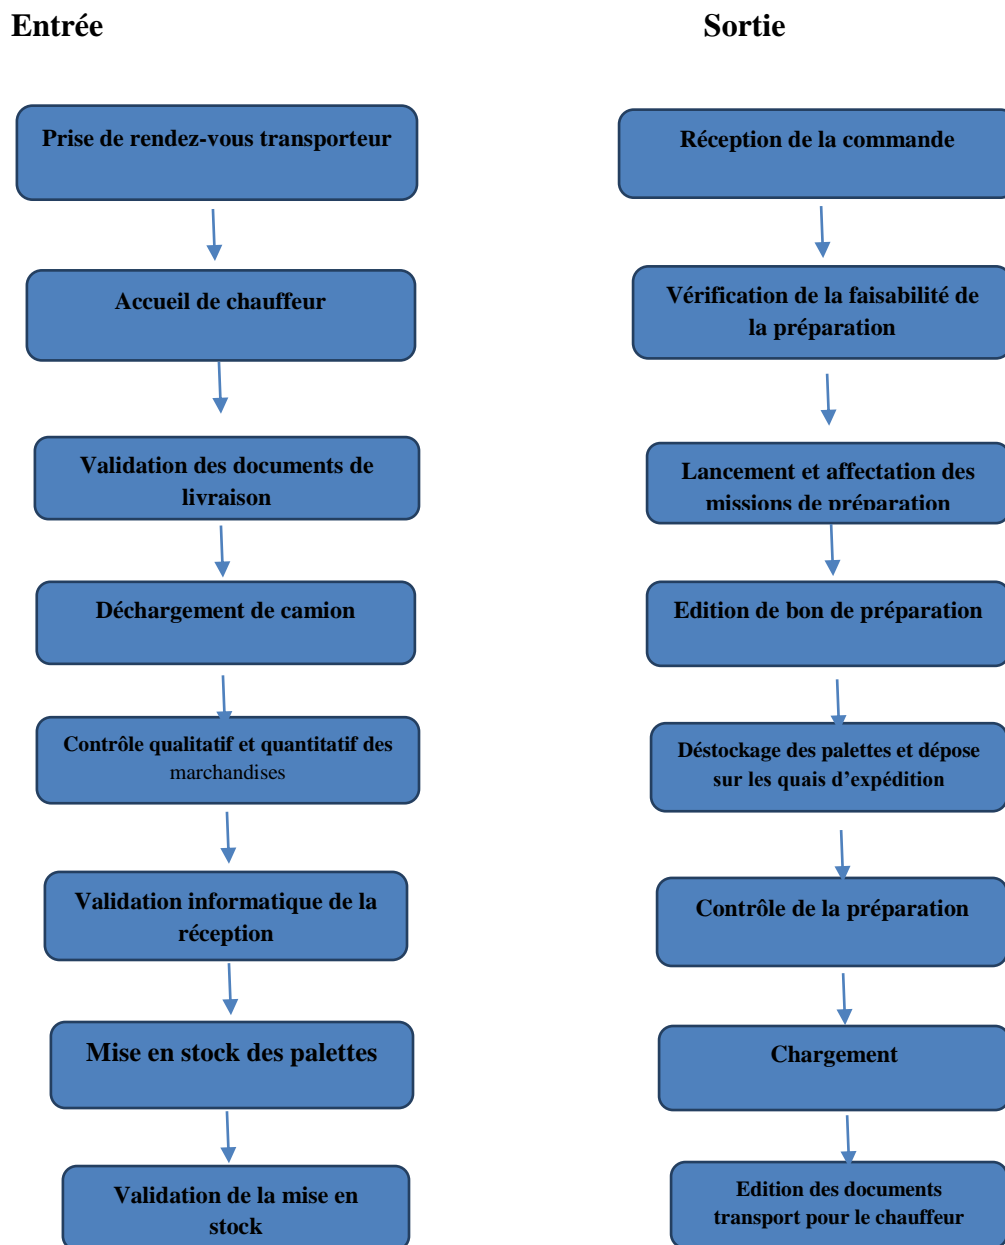 Entrée
Prise de rendez-vous transporteur
Accueil de chauffeur
Validation des documents de
livraison
Déchargement de camion
Contrôle qualitatif et quantitatif des
marchandises
Validation informatique de la
réception
Mise en stock des palettes
Validation de la mise en
stock
Sortie
Réception de la commande
Vérification de la faisabilité de
la préparation
Lancement et affectation des
missions de préparation
Edition de bon de préparation
Déstockage des palettes et dépose
sur les quais d’expédition
Contrôle de la préparation
Chargement
Edition des documents
transport pour le chauffeur